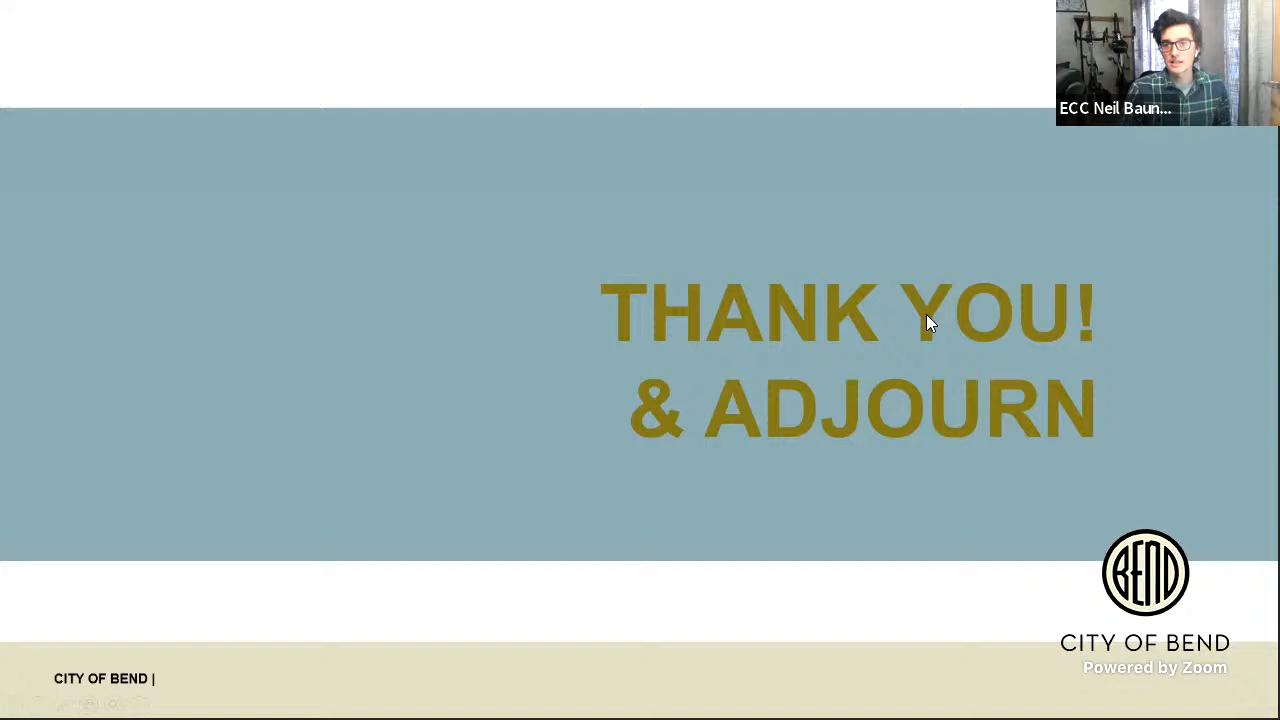 ECC Neil Baun...
THANK YOU!
& ADJOURN
BEND
CITY OF BEND
Powered by Zoom
CITY OF BEND |